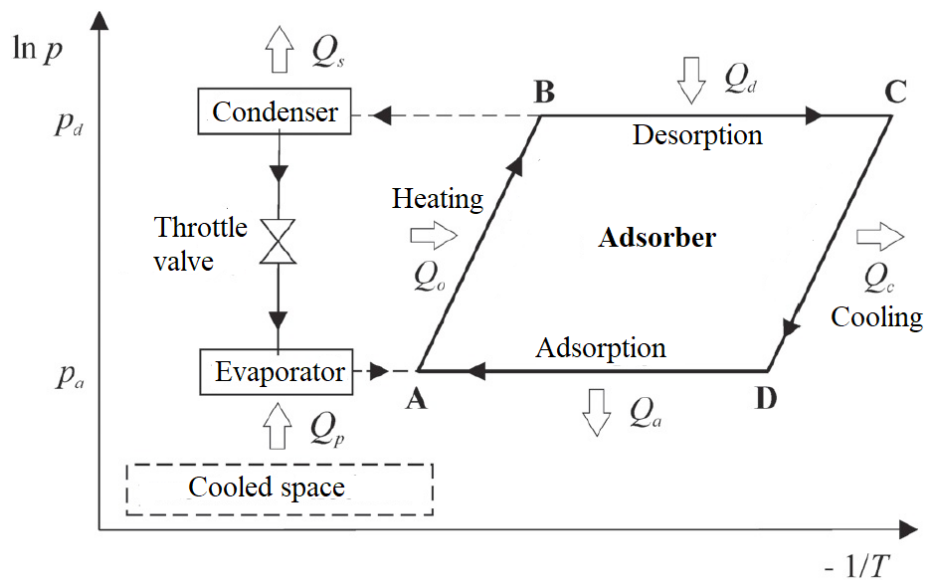 ln p
Q_s
Condenser
B
Q_d
C
p_d
Desorption
Heating
Throttle
valve
Adsorber
Q_o
Q_c
Cooling
Adsorption
p_a
Evaporator
A
D
Q_p
Q_a
Cooled space
- 1/T